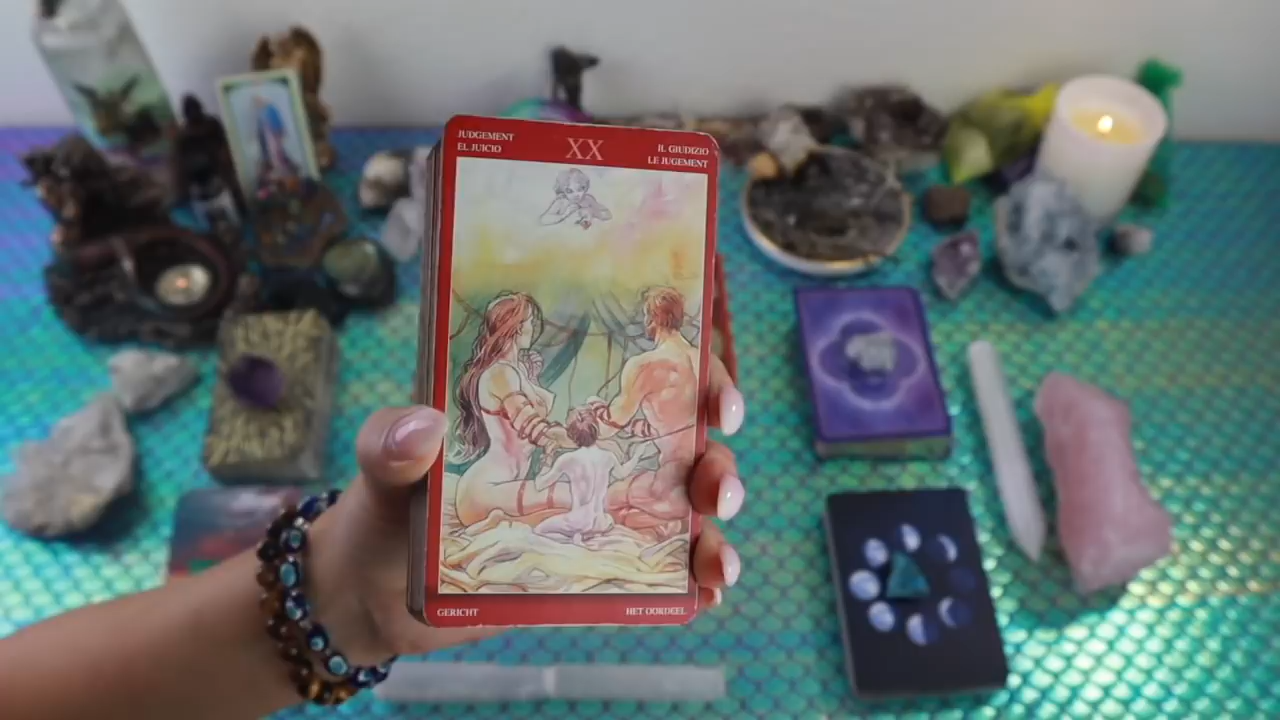 JUDGEMENT
EL JUICIO
XX
IL GIUDIZIO
LE JUGEMENT
GERICHT
HET OORDEEL